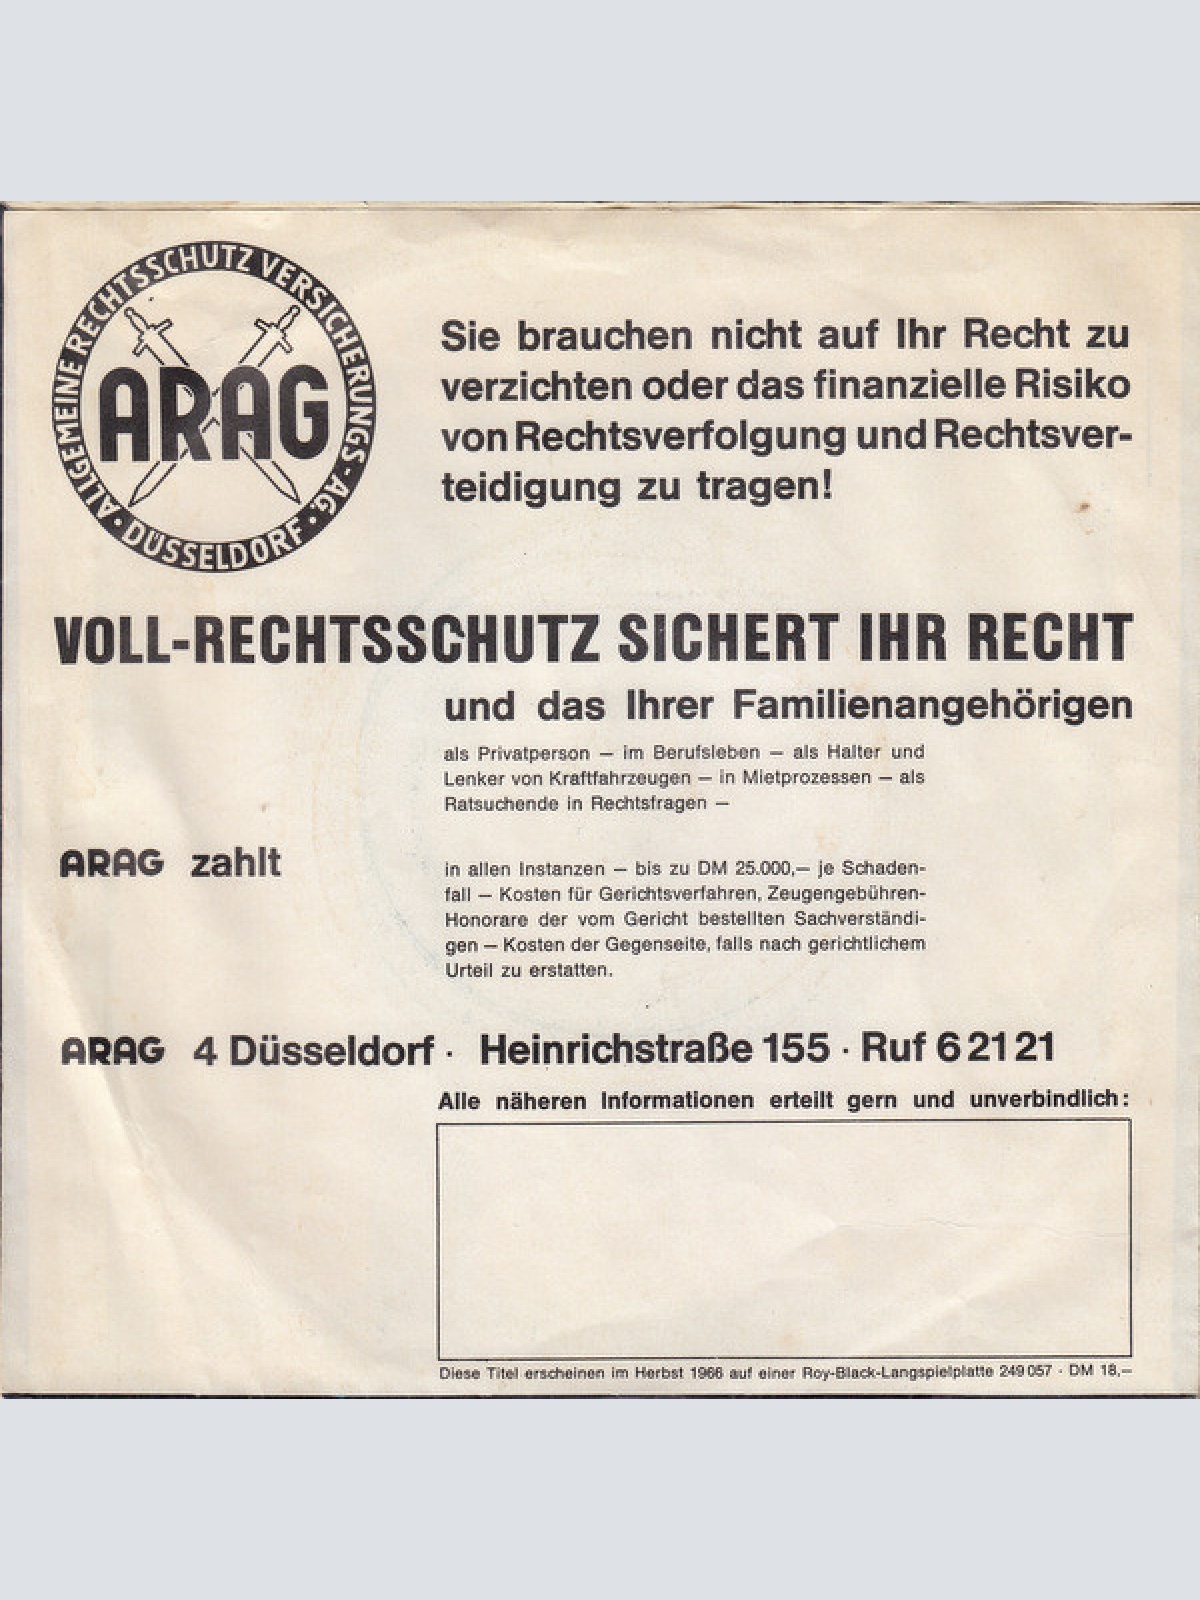 ALLGEMEINE RECHTSSCHUTZ VERSICHERUNGS-AG.
• DÜSSELDORF •
ARAG
Sie brauchen nicht auf Ihr Recht zu
verzichten oder das finanzielle Risiko
von Rechtsverfolgung und Rechtsver-
teidigung zu tragen!
VOLL-RECHTSSCHUTZ SICHERT IHR RECHT
und das Ihrer Familienangehörigen
als Privatperson — im Berufsleben — als Halter und
Lenker von Kraftfahrzeugen — in Mietprozessen — als
Ratsuchende in Rechtsfragen —
ARAG zahlt
in allen Instanzen — bis zu DM 25.000,— je Schaden-
fall — Kosten für Gerichtsverfahren, Zeugengebühren-
Honorare der vom Gericht bestellten Sachverständi-
gen — Kosten der Gegenseite, falls nach gerichtlichem
Urteil zu erstatten.
ARAG 4 Düsseldorf · Heinrichstraße 155 · Ruf 6 21 21
Alle näheren Informationen erteilt gern und unverbindlich:
Diese Titel erscheinen im Herbst 1966 auf einer Roy-Black-Langspielplatte 249 057 · DM 18,—